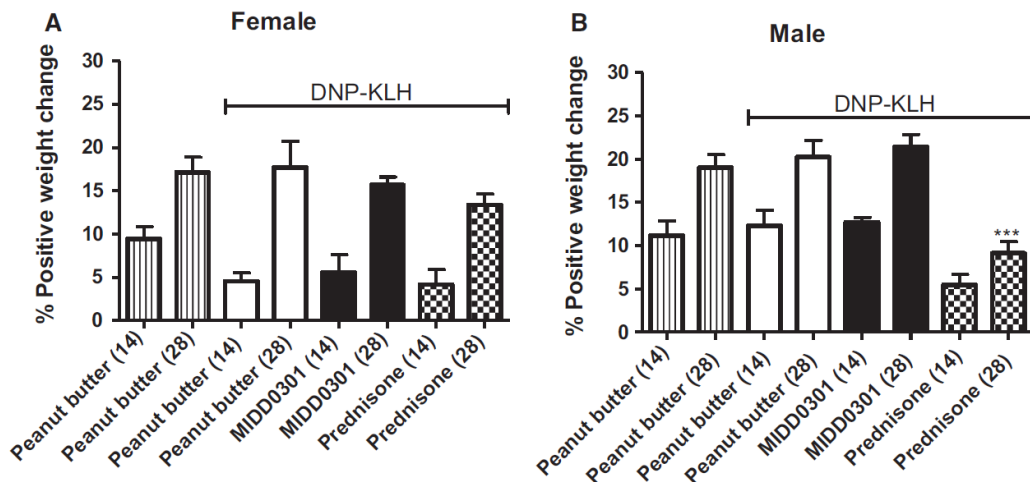 A
Female
% Positive weight change
30
25
20
15
10
5
0
DNP-KLH
Peanut butter (14)
Peanut butter (28)
Peanut butter (14)
Peanut butter (28)
MIDD0301 (14)
MIDD0301 (28)
Prednisone (14)
Prednisone (28)
B
Male
% Positive weight change
30
25
20
15
10
5
0
DNP-KLH
***
Peanut butter (14)
Peanut butter (28)
Peanut butter (14)
Peanut butter (28)
MIDD0301 (14)
MIDD0301 (28)
Prednisone (14)
Prednisone (28)